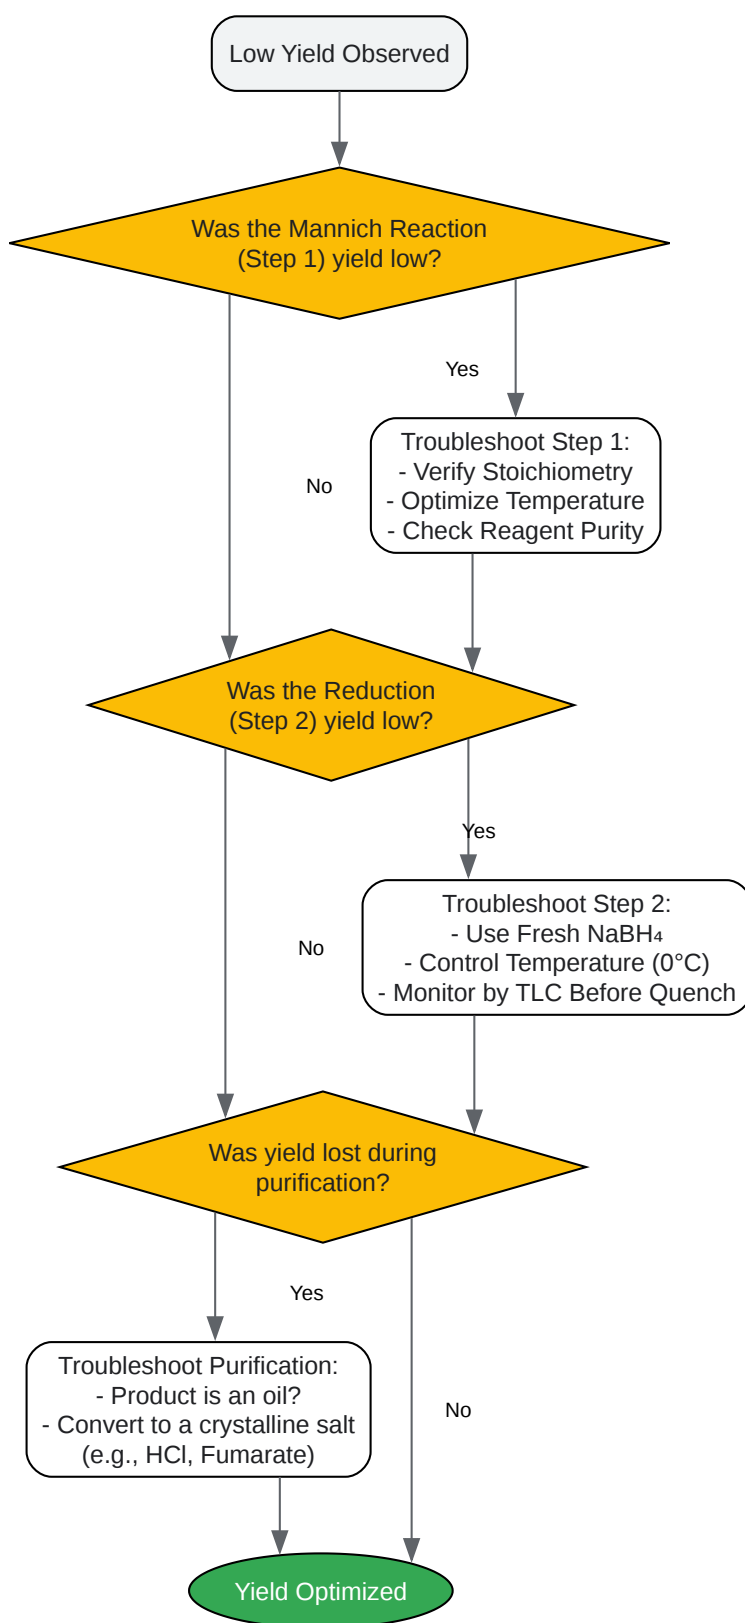 Low Yield Observed
Was the Mannich Reaction
(Step 1) yield low?
Yes
Troubleshoot Step 1:
- Verify Stoichiometry
- Optimize Temperature
- Check Reagent Purity
No
Was the Reduction
(Step 2) yield low?
Yes
Troubleshoot Step 2:
- Use Fresh NaBH₄
- Control Temperature (0°C)
- Monitor by TLC Before Quench
No
Was yield lost during
purification?
Yes
Troubleshoot Purification:
- Product is an oil?
- Convert to a crystalline salt
(e.g., HCl, Fumarate)
No
Yield Optimized